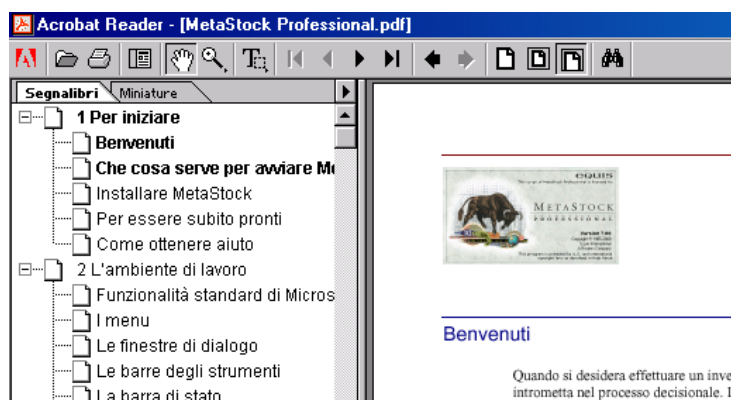 Acrobat Reader - [MetaStock Professional.pdf]
Segnalibri Miniature
1 Per iniziare
Benvenuti
Che cosa serve per avviare Me
Installare MetaStock
Per essere subito pronti
Come ottenere aiuto
2 L'ambiente di lavoro
Funzionalità standard di Micros
I menu
Le finestre di dialogo
Le barre degli strumenti
La barra di stato
EQUIS
METASTOCK
PROFESSIONAL
Benvenuti
Quando si desidera effettuare un inve
intrometta nel processo decisionale. I